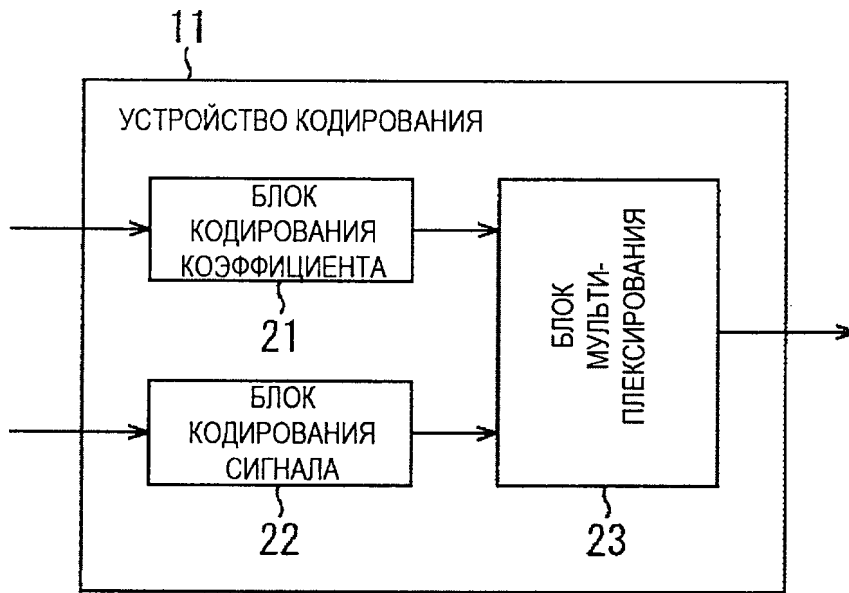 11
УСТРОЙСТВО КОДИРОВАНИЯ
БЛОК
КОДИРОВАНИЯ
КОЭФФИЦИЕНТА
21
БЛОК
КОДИРОВАНИЯ
СИГНАЛА
22
БЛОК
МУЛЬТИ-
ПЛЕКСИРОВАНИЯ
23